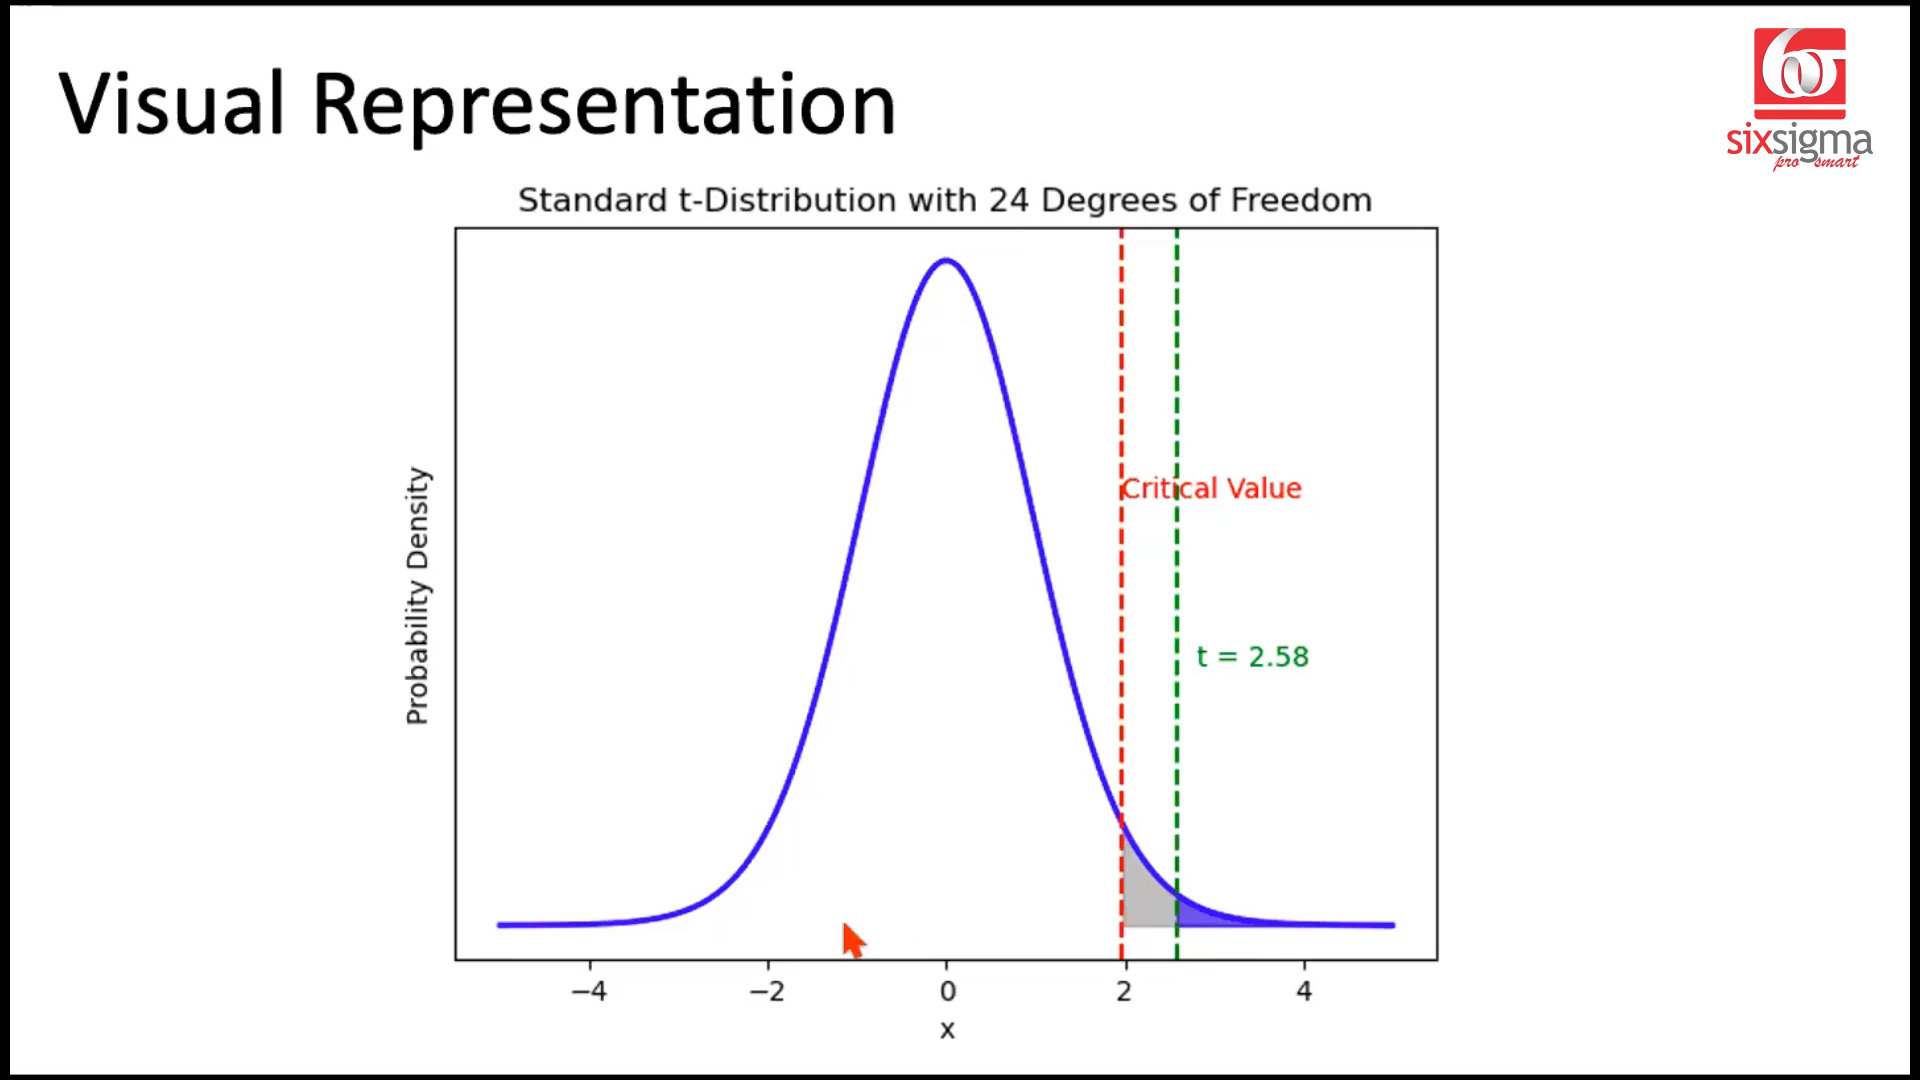 Visual Representation
sixsigma
pro smart
Standard t-Distribution with 24 Degrees of Freedom
Probability Density
Critical Value
t = 2.58
−4 −2 0 2 4
x